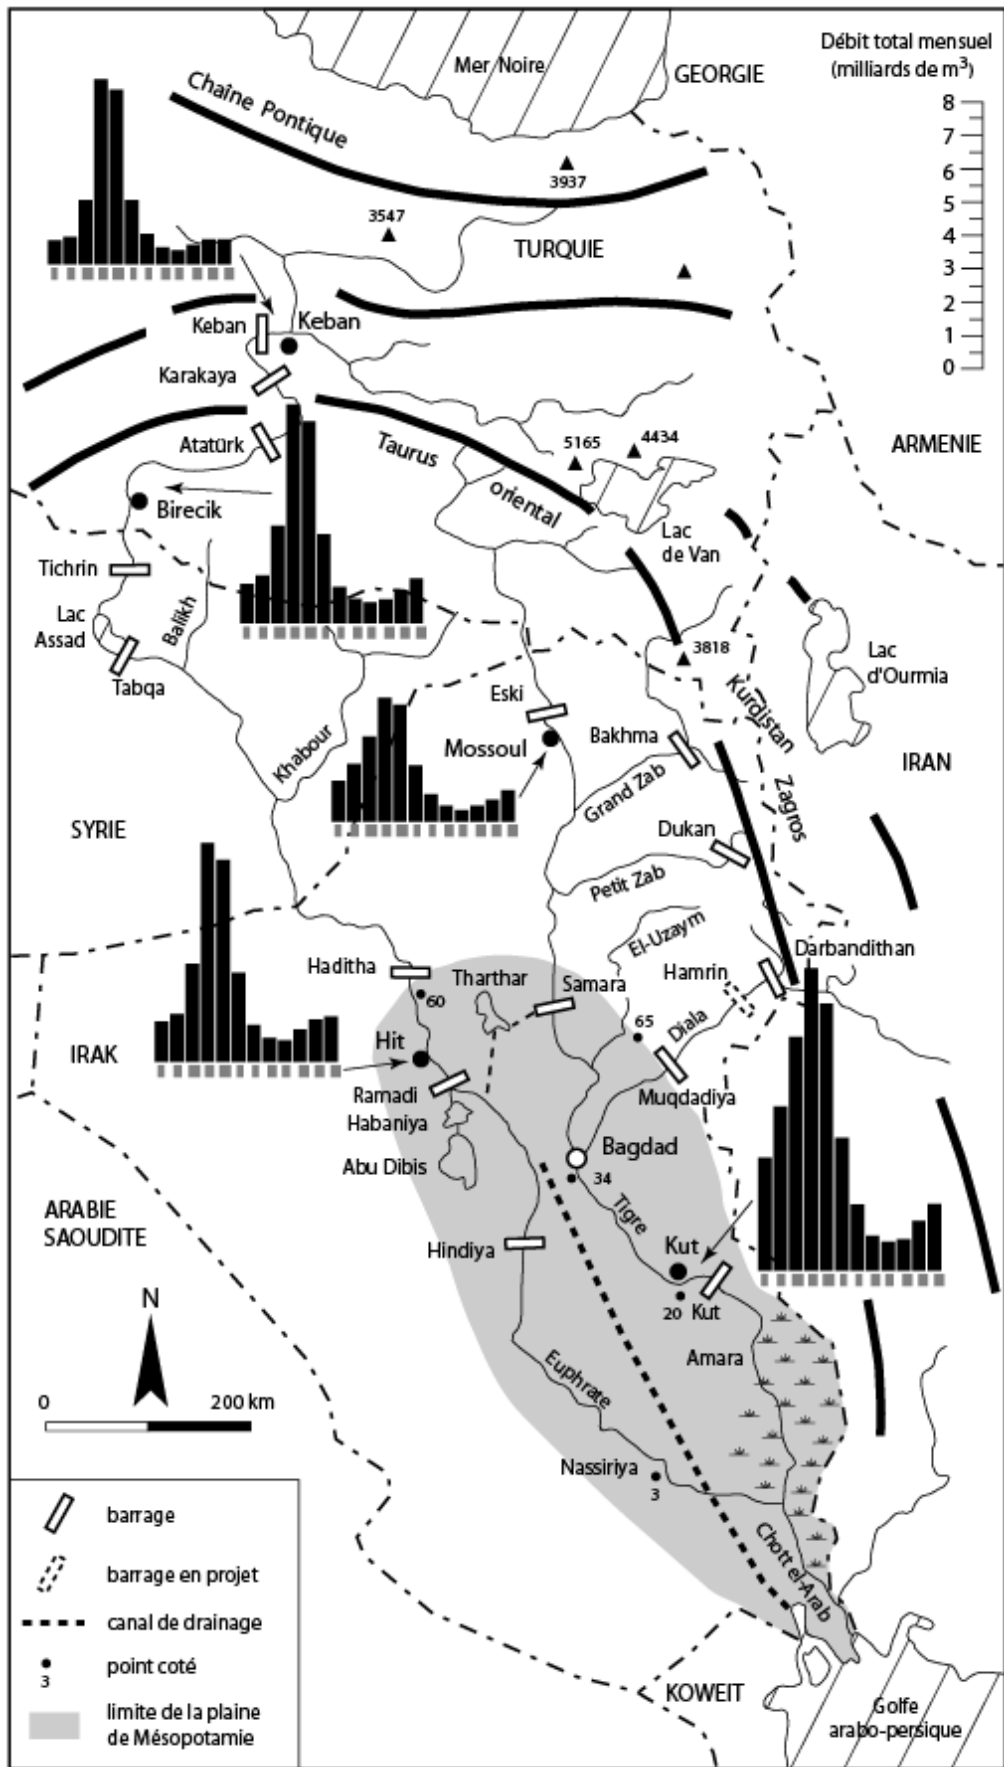 Mer Noire
GEORGIE
Débit total mensuel
(milliards de m³)
8
7
6
5
4
3
2
1
0
Chaîne Pontique
3937
3547
TURQUIE
Keban
Keban
Karakaya
Atatürk
Taurus
oriental
5165
4434
ARMENIE
Birecik
Lac
de Van
Tichrin
Balikh
Lac
Assad
Tabqa
3818
Lac
d'Ourmia
Kurdistan
Eski
Mossoul
Bakhma
Khabour
Grand Zab
Zagros
IRAN
SYRIE
Dukan
Petit Zab
El-Uzaym
Darbandithan
Haditha
Tharthar
Samara
Hamrin
60
65
Diala
IRAK
Hit
Ramadi
Habaniya
Muqdadiya
Abu Dibis
Bagdad
34
Tigre
ARABIE
SAOUDITE
Hindiya
Kut
20
Kut
N
Amara
0
200 km
Euphrate
Nassiriya
3
Chott el-Arab
barrage
barrage en projet
canal de drainage
point coté
3
limite de la plaine
de Mésopotamie
KOWEIT
Golfe
arabo-persique